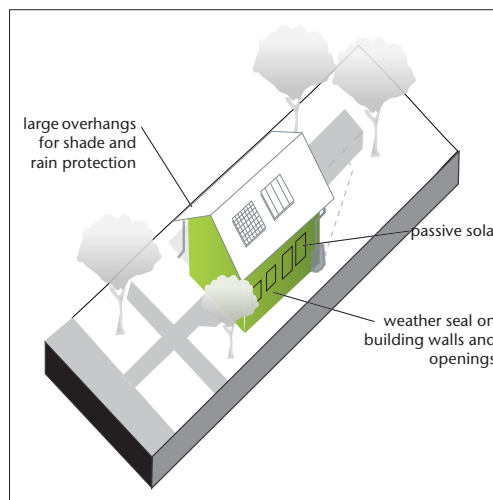 large overhangs
for shade and
rain protection
passive sola
weather seal on
building walls and
openings